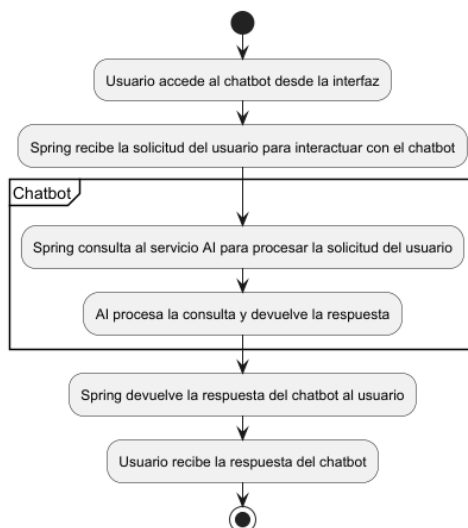 Usuario accede al chatbot desde la interfaz
Spring recibe la solicitud del usuario para interactuar con el chatbot
Chatbot
Spring consulta al servicio AI para procesar la solicitud del usuario
AI procesa la consulta y devuelve la respuesta
Spring devuelve la respuesta del chatbot al usuario
Usuario recibe la respuesta del chatbot